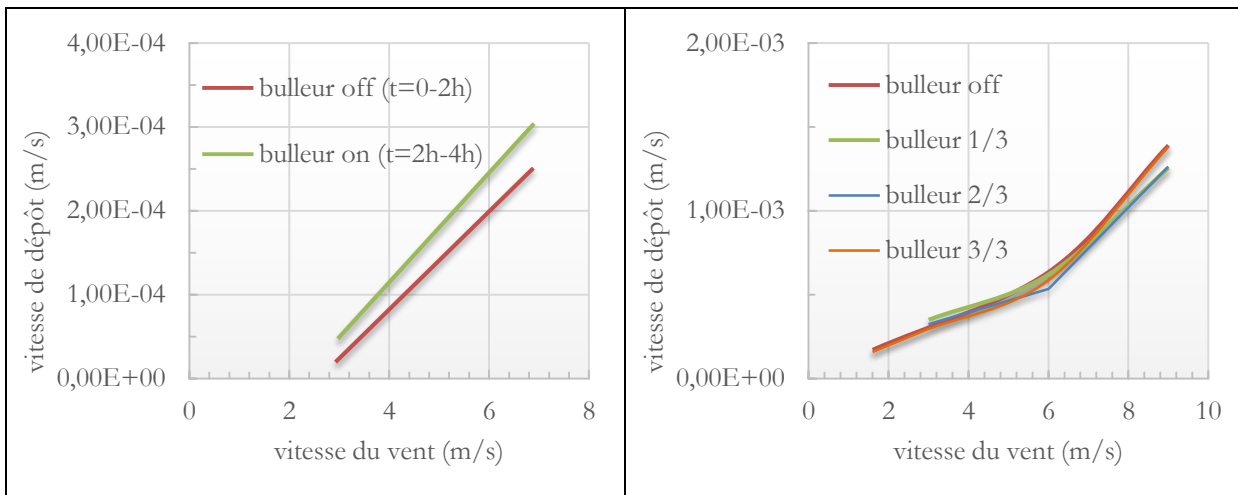 4,00E-04
3,00E-04
2,00E-04
1,00E-04
0,00E+00
vitesse de dépôt (m/s)
bulleur off (t=0-2h)
bulleur on (t=2h-4h)
0 2 4 6 8
vitesse du vent (m/s)
2,00E-03
1,00E-03
0,00E+00
vitesse de dépôt (m/s)
bulleur off
bulleur 1/3
bulleur 2/3
bulleur 3/3
0 2 4 6 8 10
vitesse du vent (m/s)